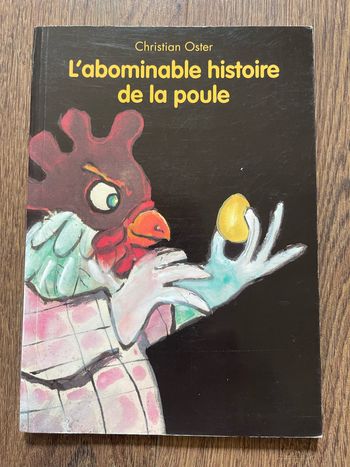 Christian Oster
L'abominable histoire
de la poule